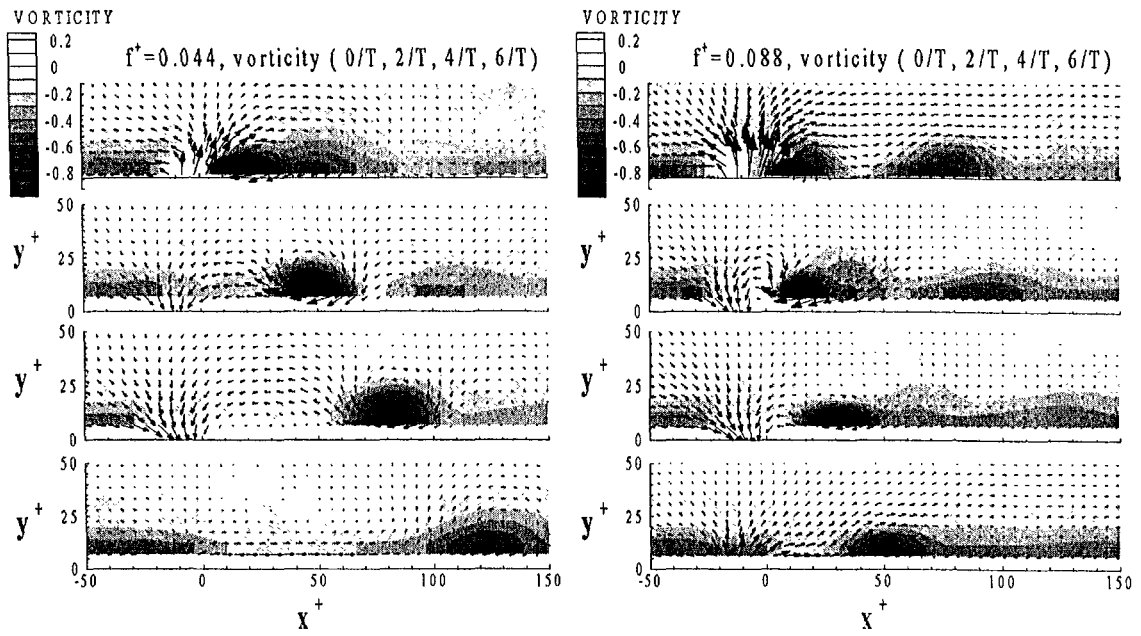 VORTICITY
0.2
0
-0.2
-0.4
-0.6
-0.8
f+=0.044, vorticity ( 0/T, 2/T, 4/T, 6/T)
50
y+
25
0
50
y+
25
0
50
y+
25
0
-50 0 50 100 150
x+
VORTICITY
0.2
0
-0.2
-0.4
-0.6
-0.8
f+=0.088, vorticity ( 0/T, 2/T, 4/T, 6/T)
50
y+
25
0
50
y+
25
0
50
y+
25
0
-50 0 50 100 150
x+